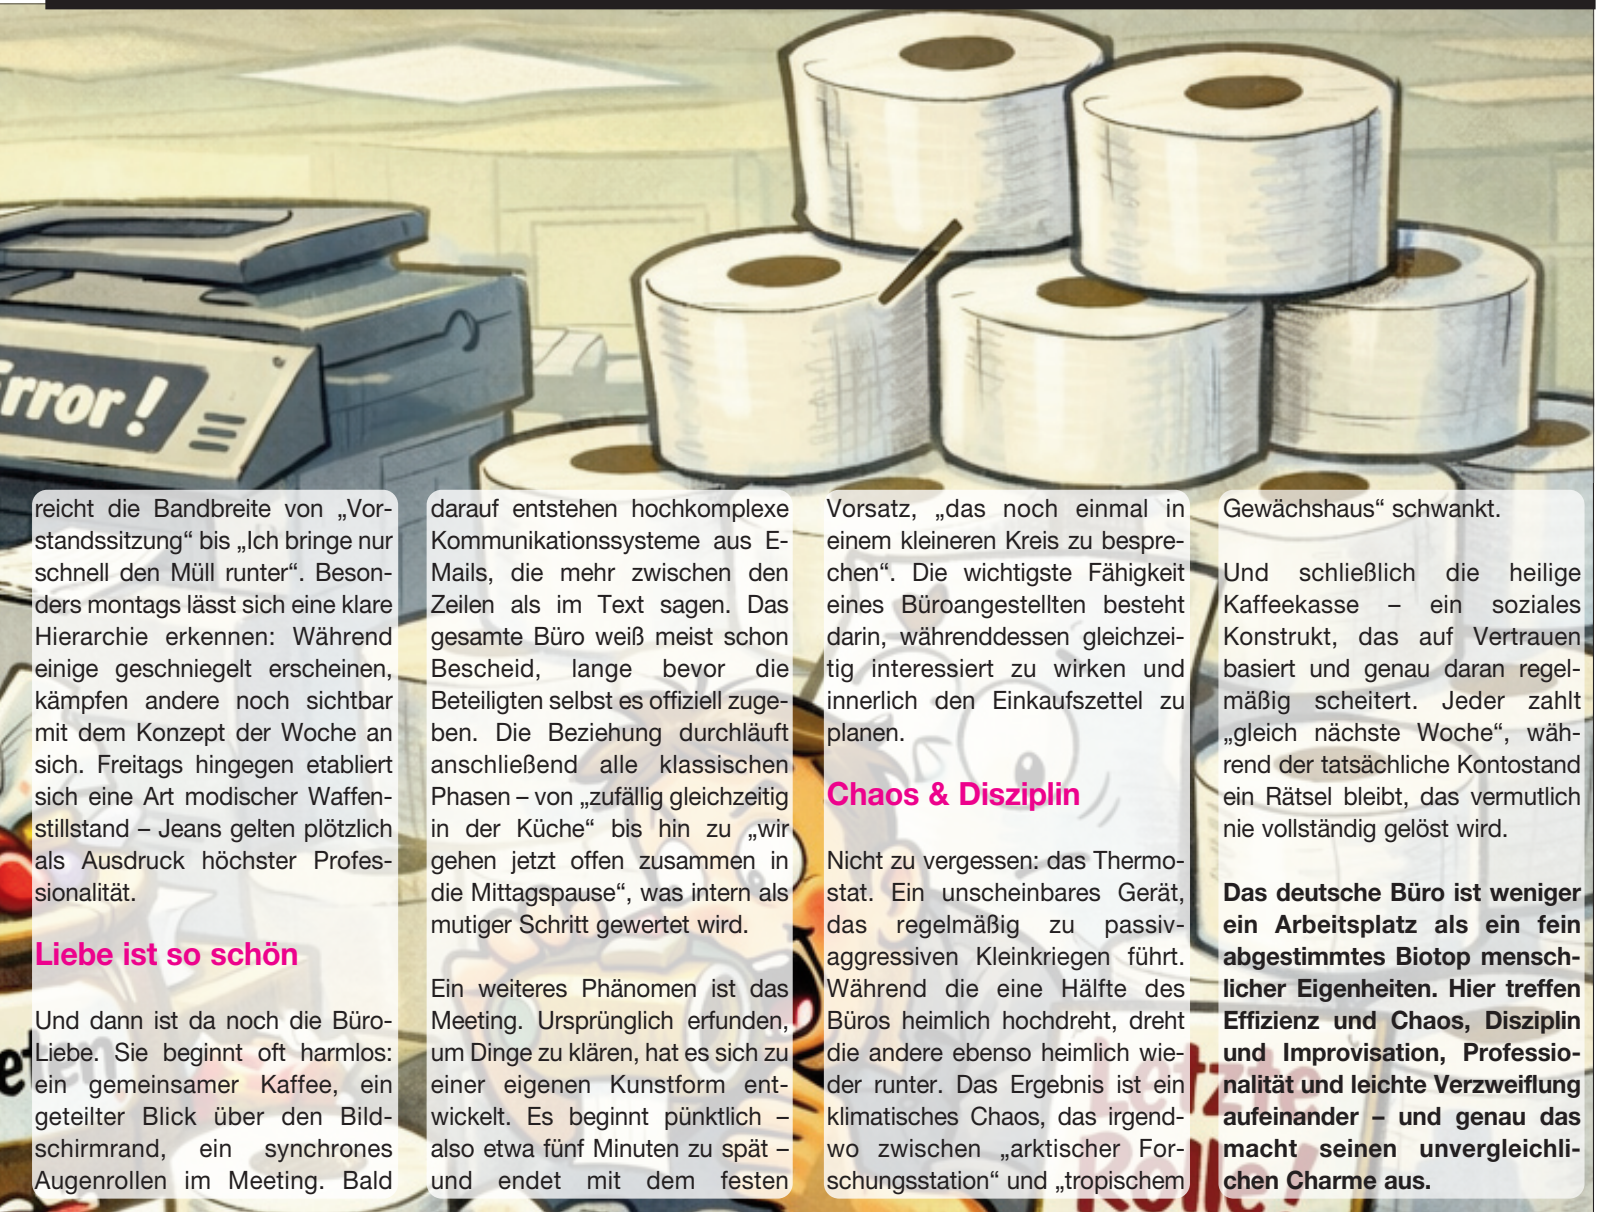 Error!
reicht die Bandbreite von „Vor-
standssitzung“ bis „Ich bringe nur
schnell den Müll runter“. Beson-
ders montags lässt sich eine klare
Hierarchie erkennen: Während
einige geschniegelt erscheinen,
kämpfen andere noch sichtbar
mit dem Konzept der Woche an
sich. Freitags hingegen etabliert
sich eine Art modischer Waffen-
stillstand – Jeans gelten plötzlich
als Ausdruck höchster Profes-
sionalität.
Liebe ist so schön
Und dann ist da noch die Büro-
Liebe. Sie beginnt oft harmlos:
ein gemeinsamer Kaffee, ein
geteilter Blick über den Bild-
schirmrand, ein synchrones
Augenrollen im Meeting. Bald
darauf entstehen hochkomplexe
Kommunikationssysteme aus E-
Mails, die mehr zwischen den
Zeilen als im Text sagen. Das
gesamte Büro weiß meist schon
Bescheid, lange bevor die
Beteiligten selbst es offiziell zuge-
ben. Die Beziehung durchläuft
anschließend alle klassischen
Phasen – von „zufällig gleichzeitig
in der Küche“ bis hin zu „wir
gehen jetzt offen zusammen in
die Mittagspause“, was intern als
mutiger Schritt gewertet wird.
Ein weiteres Phänomen ist das
Meeting. Ursprünglich erfunden,
um Dinge zu klären, hat es sich zu
einer eigenen Kunstform ent-
wickelt. Es beginnt pünktlich –
also etwa fünf Minuten zu spät –
und endet mit dem festen
Vorsatz, „das noch einmal in
einem kleineren Kreis zu bespre-
chen“. Die wichtigste Fähigkeit
eines Büroangestellten besteht
darin, währenddessen gleichzei-
tig interessiert zu wirken und
innerlich den Einkaufszettel zu
planen.
Chaos & Disziplin
Nicht zu vergessen: das Thermo-
stat. Ein unscheinbares Gerät,
das regelmäßig zu passiv-
aggressiven Kleinkriegen führt.
Während die eine Hälfte des
Büros heimlich hochdreht, dreht
die andere ebenso heimlich wie-
der runter. Das Ergebnis ist ein
klimatisches Chaos, das irgend-
wo zwischen „arktischer For-
schungsstation“ und „tropischem
Gewächshaus“ schwankt.
Und schließlich die heilige
Kaffeekasse – ein soziales
Konstrukt, das auf Vertrauen
basiert und genau daran regel-
mäßig scheitert. Jeder zahlt
„gleich nächste Woche“, wäh-
rend der tatsächliche Kontostand
ein Rätsel bleibt, das vermutlich
nie vollständig gelöst wird.
Das deutsche Büro ist weniger
ein Arbeitsplatz als ein fein
abgestimmtes Biotop mensch-
licher Eigenheiten. Hier treffen
Effizienz und Chaos, Disziplin
und Improvisation, Professio-
nalität und leichte Verzweiflung
aufeinander – und genau das
macht seinen unvergleichli-
chen Charme aus.
Letzte
Rolle!